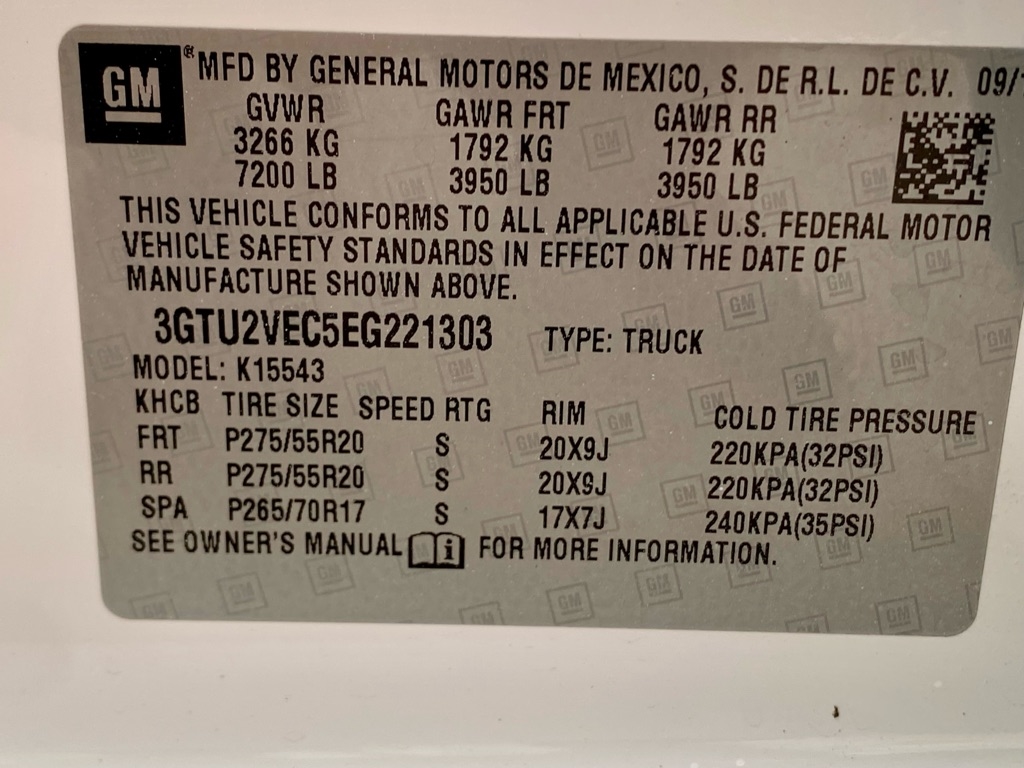 GM® MFD BY GENERAL MOTORS DE MEXICO, S. DE R.L. DE C.V. 09/
GVWR GAWR FRT GAWR RR
3266 KG 1792 KG 1792 KG
7200 LB 3950 LB 3950 LB
THIS VEHICLE CONFORMS TO ALL APPLICABLE U.S. FEDERAL MOTOR
VEHICLE SAFETY STANDARDS IN EFFECT ON THE DATE OF
MANUFACTURE SHOWN ABOVE.
3GTU2VEC5EG221303 TYPE: TRUCK
MODEL: K15543
KHCB TIRE SIZE SPEED RTG RIM COLD TIRE PRESSURE
FRT P275/55R20 S 20X9J 220KPA(32PSI)
RR P275/55R20 S 20X9J 220KPA(32PSI)
SPA P265/70R17 S 17X7J 240KPA(35PSI)
SEE OWNER'S MANUAL i FOR MORE INFORMATION.